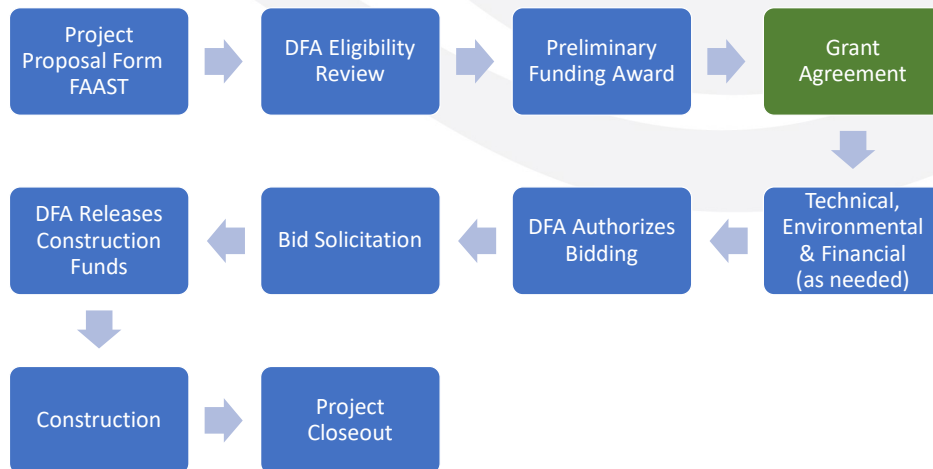 Project
Proposal Form
FAAST
DFA Eligibility
Review
Preliminary
Funding Award
Grant
Agreement
Technical,
Environmental
& Financial
(as needed)
DFA Authorizes
Bidding
Bid Solicitation
DFA Releases
Construction
Funds
Construction
Project
Closeout